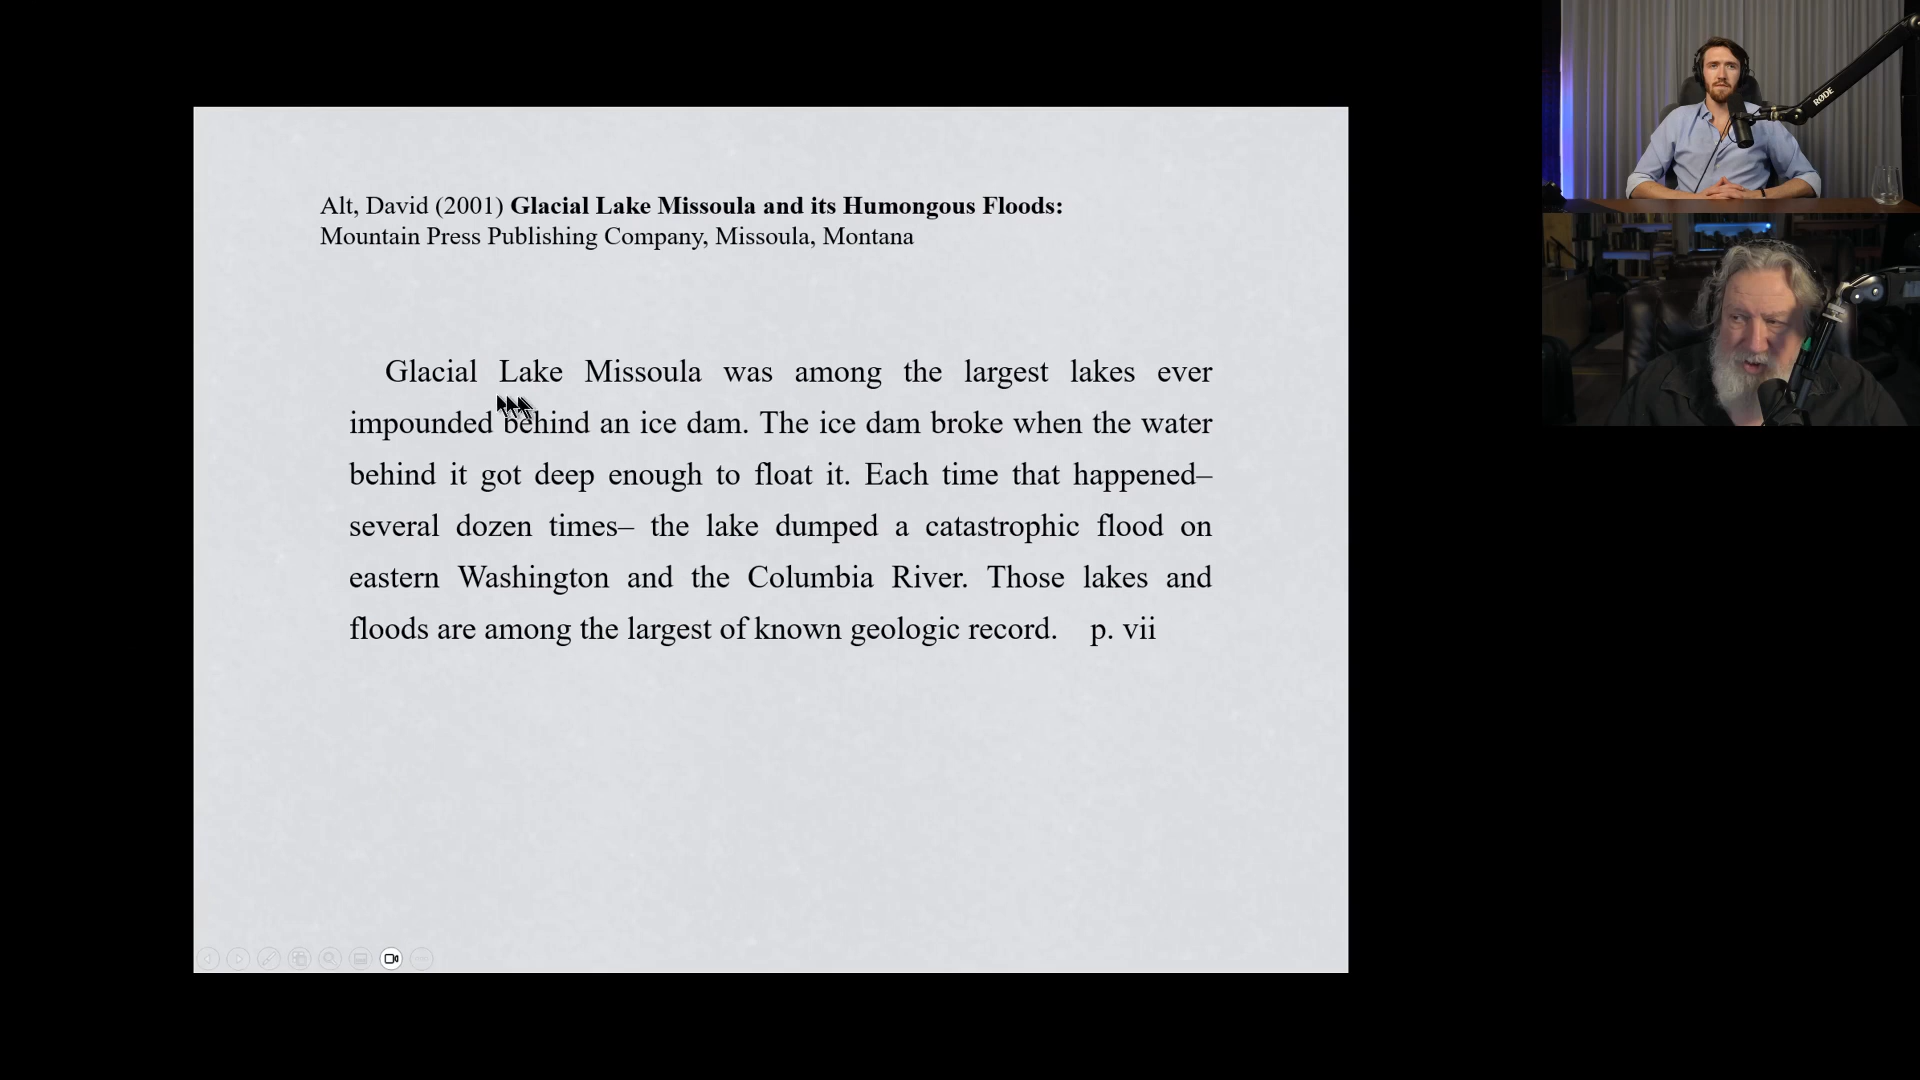 Alt, David (2001) Glacial Lake Missoula and its Humongous Floods:
Mountain Press Publishing Company, Missoula, Montana
Glacial Lake Missoula was among the largest lakes ever
impounded behind an ice dam. The ice dam broke when the water
behind it got deep enough to float it. Each time that happened–
several dozen times– the lake dumped a catastrophic flood on
eastern Washington and the Columbia River. Those lakes and
floods are among the largest of known geologic record. p. vii
RØDE